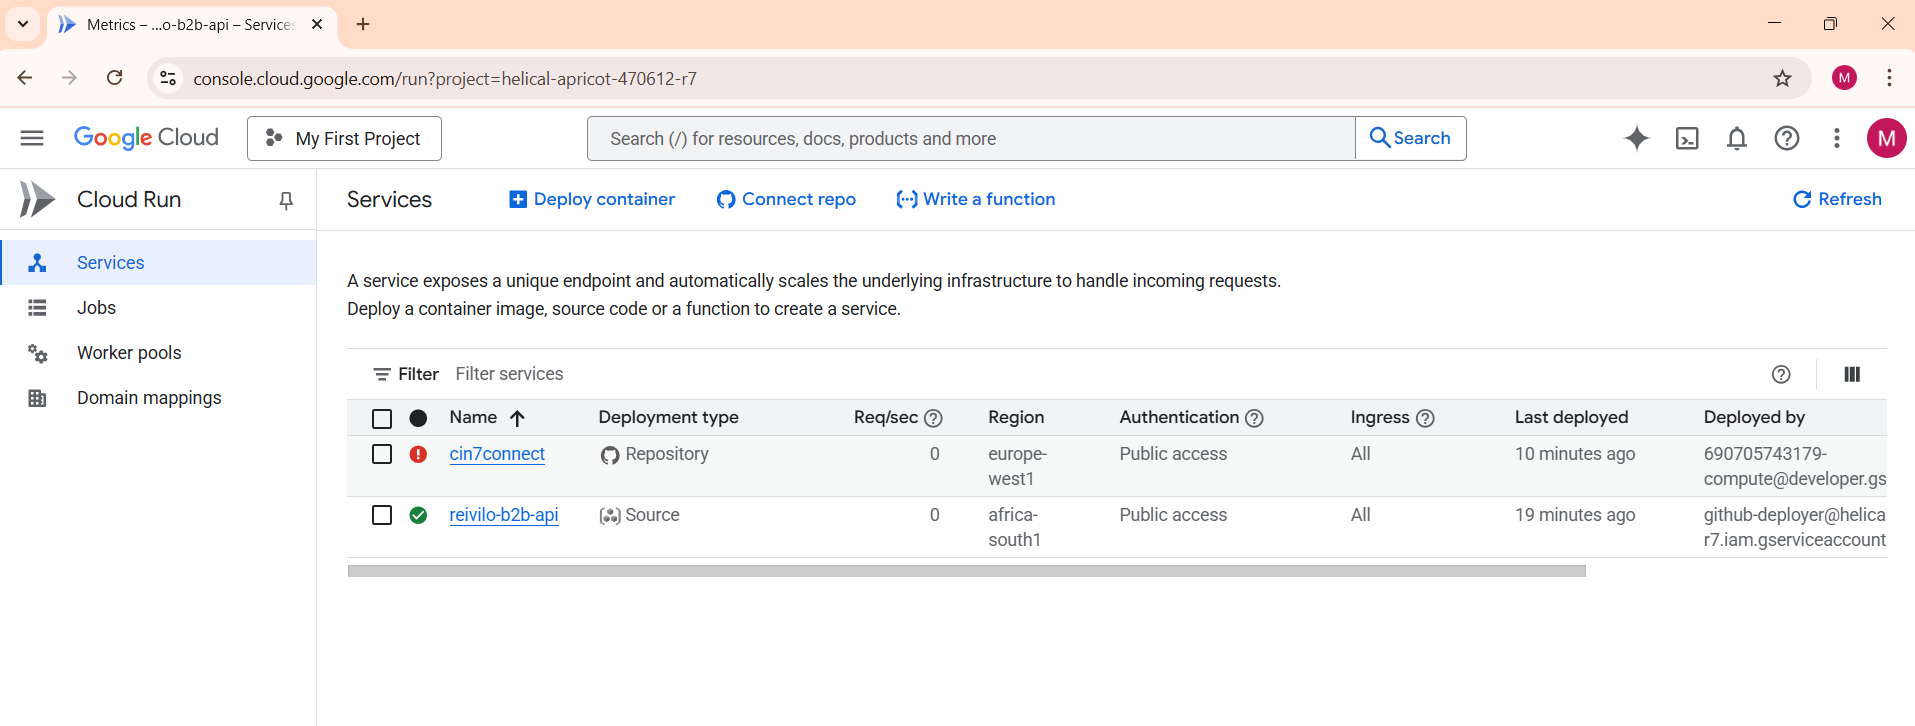 Metrics – ...o-b2b-api – Services
console.cloud.google.com/run?project=helical-apricot-470612-r7
M
Google Cloud
My First Project
Search (/) for resources, docs, products and more
Search
M
Cloud Run
Services
Deploy container
Connect repo
Write a function
Refresh
Services
Jobs
Worker pools
Domain mappings
A service exposes a unique endpoint and automatically scales the underlying infrastructure to handle incoming requests.
Deploy a container image, source code or a function to create a service.
Filter Filter services
Name Deployment type Req/sec Region Authentication Ingress Last deployed Deployed by
cin7connect Repository 0 europe- Public access All 10 minutes ago 690705743179-
west1 compute@developer.gs
reivilo-b2b-api Source 0 africa- Public access All 19 minutes ago github-deployer@helica
south1 r7.iam.gserviceaccount